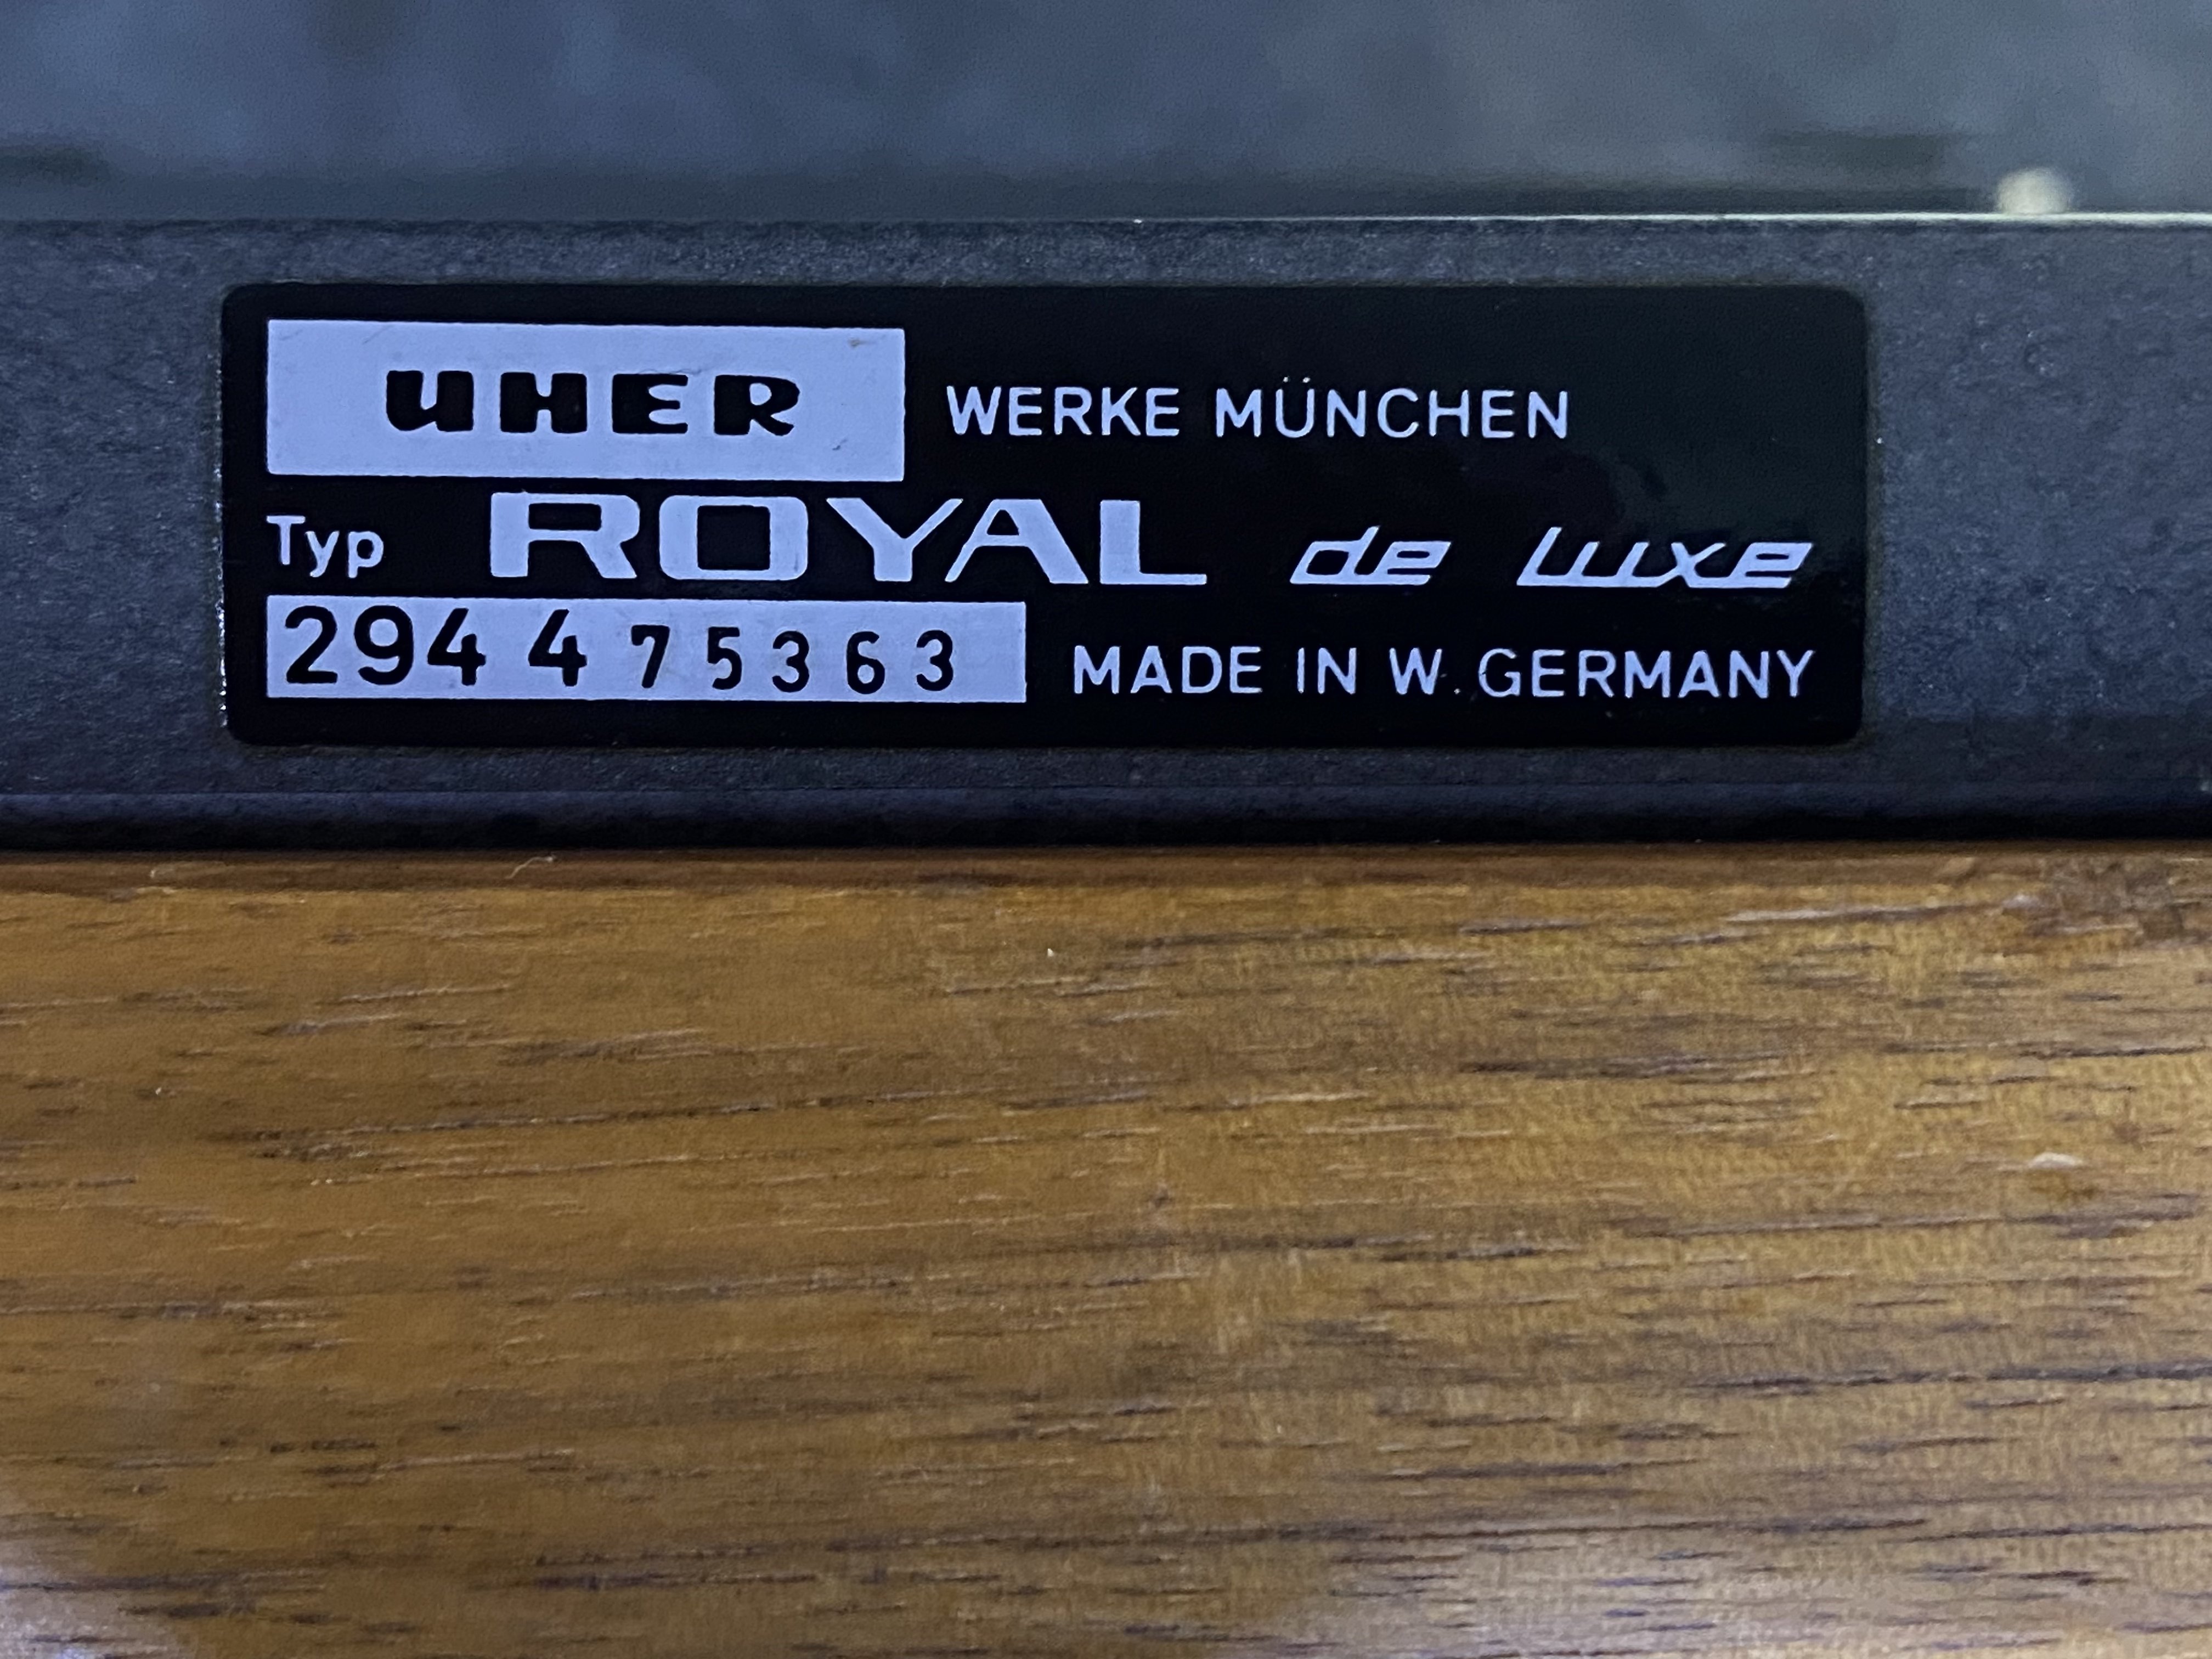 UHER WERKE MÜNCHEN
Typ ROYAL de luxe
294 4 75363 MADE IN W. GERMANY